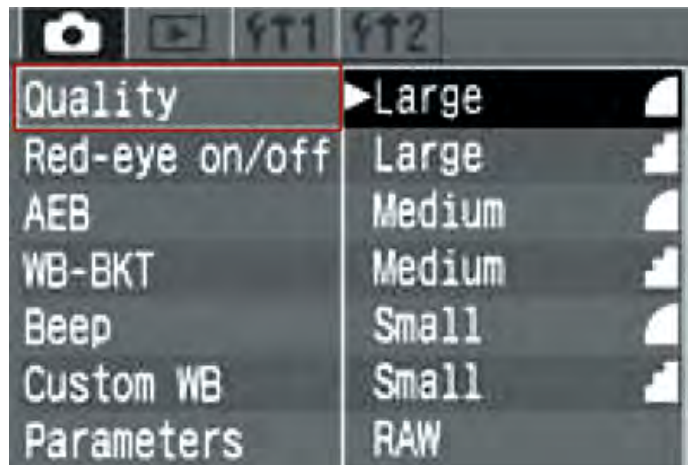 Quality Large
Red-eye on/off Large
AEB Medium
WB-BKT Medium
Beep Small
Custom WB Small
Parameters RAW